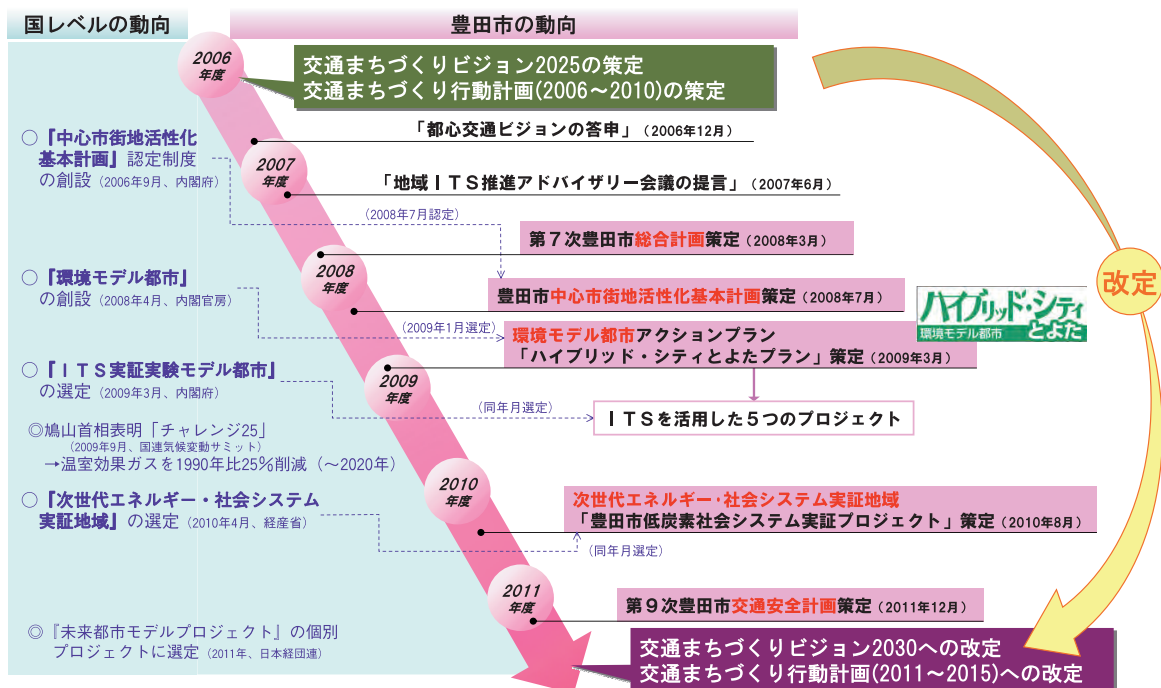 国レベルの動向
豊田市の動向
2006
年度
交通まちづくりビジョン2025の策定
交通まちづくり行動計画(2006～2010)の策定
○『中心市街地活性化
基本計画』認定制度
の創設（2006年9月、内閣府）
「都心交通ビジョンの答申」（2006年12月）
2007
年度
「地域ＩＴＳ推進アドバイザリー会議の提言」（2007年6月）
（2008年7月認定）
第７次豊田市総合計画策定（2008年3月）
2008
年度
○『環境モデル都市』
の創設（2008年4月、内閣官房）
豊田市中心市街地活性化基本計画策定（2008年7月）
改定
ハイブリッド・シティ
環境モデル都市 とよた
（2009年1月選定）
環境モデル都市アクションプラン
「ハイブリッド・シティとよたプラン」策定（2009年3月）
2009
年度
○『ＩＴＳ実証実験モデル都市』
の選定（2009年3月、内閣府）
（同年月選定）
ＩＴＳを活用した５つのプロジェクト
◎鳩山首相表明「チャレンジ25」
（2009年9月、国連気候変動サミット）
→温室効果ガスを1990年比25％削減（～2020年）
2010
年度
○『次世代エネルギー・社会システム
実証地域』の選定（2010年4月、経産省）
次世代エネルギー・社会システム実証地域
「豊田市低炭素社会システム実証プロジェクト」策定（2010年8月）
（同年月選定）
2011
年度
第９次豊田市交通安全計画策定（2011年12月）
◎『未来都市モデルプロジェクト』の個別
プロジェクトに選定（2011年、日本経団連）
交通まちづくりビジョン2030への改定
交通まちづくり行動計画(2011～2015)への改定